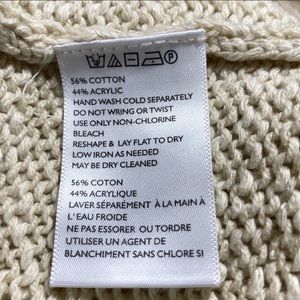 56% COTTON
44% ACRYLIC
HAND WASH COLD SEPARATELY
DO NOT WRING OR TWIST
USE ONLY NON-CHLORINE
BLEACH
RESHAPE & LAY FLAT TO DRY
LOW IRON AS NEEDED
MAY BE DRY CLEANED
56% COTON
44% ACRYLIQUE
LAVER SÉPARÉMENT À LA MAIN À
L'EAU FROIDE
NE PAS ESSORER OU TORDRE
UTILISER UN AGENT DE
BLANCHIMENT SANS CHLORE SI